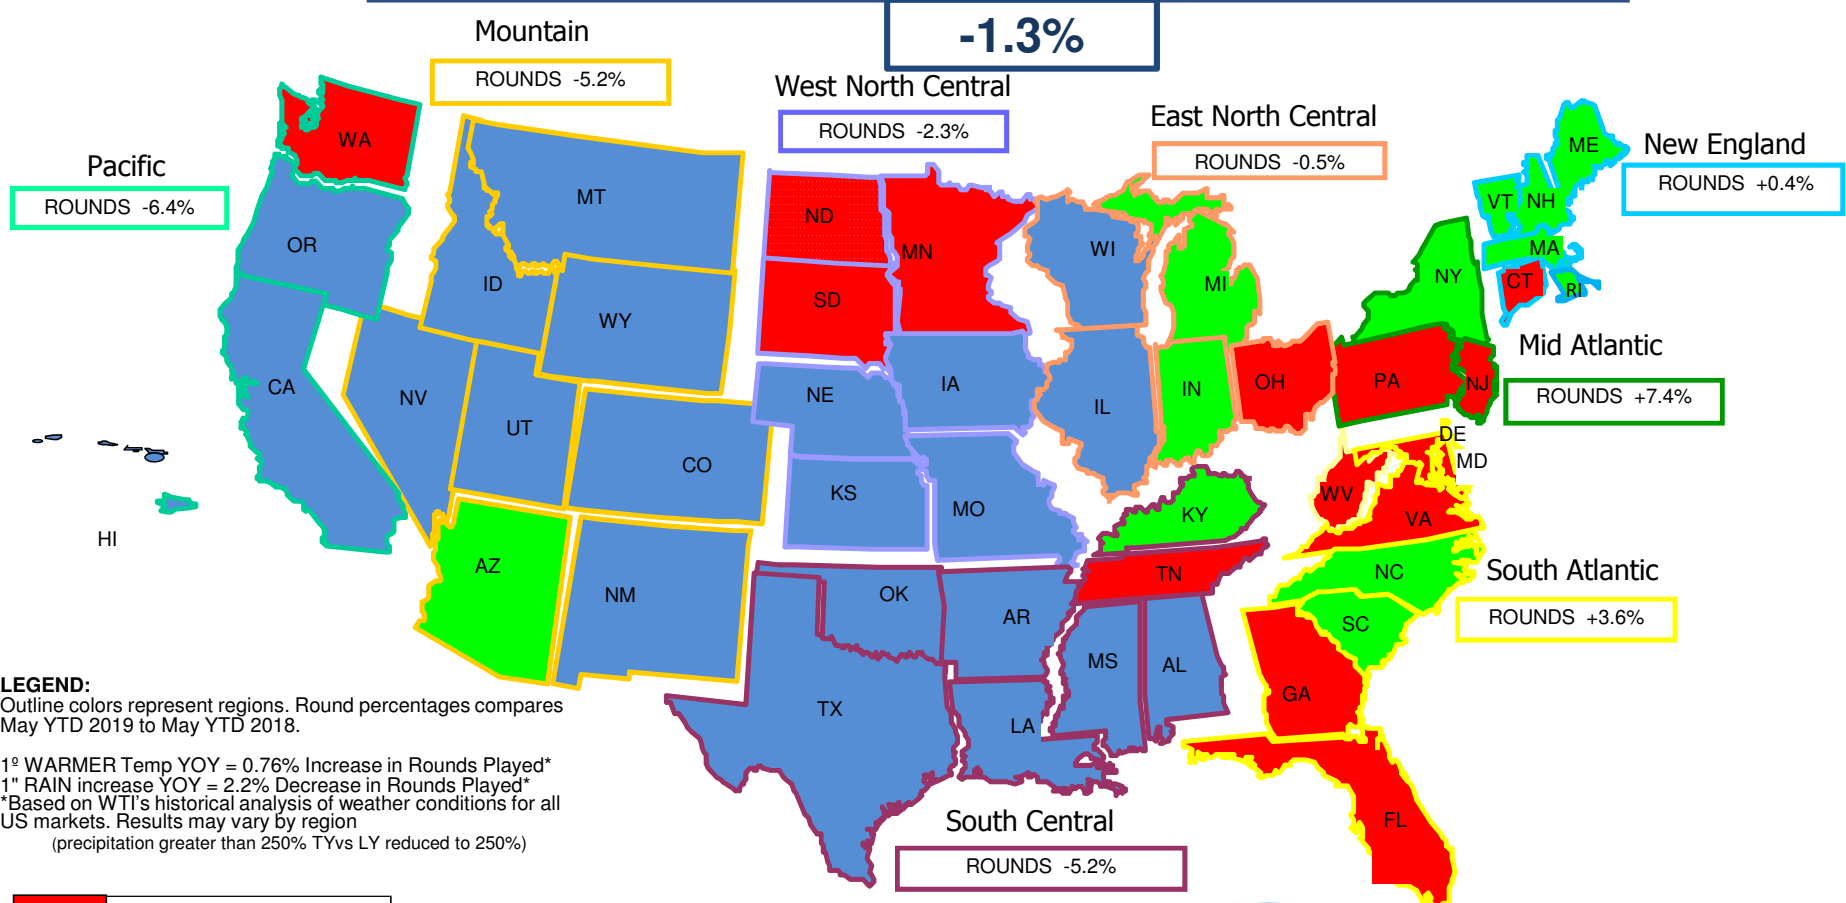 -1.3%
Mountain
ROUNDS -5.2%
West North Central
ROUNDS -2.3%
East North Central
ROUNDS -0.5%
New England
ROUNDS +0.4%
Pacific
ROUNDS -6.4%
Mid Atlantic
ROUNDS +7.4%
South Atlantic
ROUNDS +3.6%
South Central
ROUNDS -5.2%
WA
OR
CA
HI
MT
ID
WY
NV
UT
CO
AZ
NM
ND
SD
MN
NE
IA
KS
MO
WI
MI
IL
IN
OH
ME
VT
NH
MA
CT
RI
NY
PA
NJ
DE
MD
WV
VA
NC
SC
GA
FL
KY
TN
OK
AR
TX
LA
MS
AL
LEGEND:
Outline colors represent regions. Round percentages compares
May YTD 2019 to May YTD 2018.
1º WARMER Temp YOY = 0.76% Increase in Rounds Played*
1" RAIN increase YOY = 2.2% Decrease in Rounds Played*
*Based on WTI's historical analysis of weather conditions for all
US markets. Results may vary by region
(precipitation greater than 250% TYvs LY reduced to 250%)